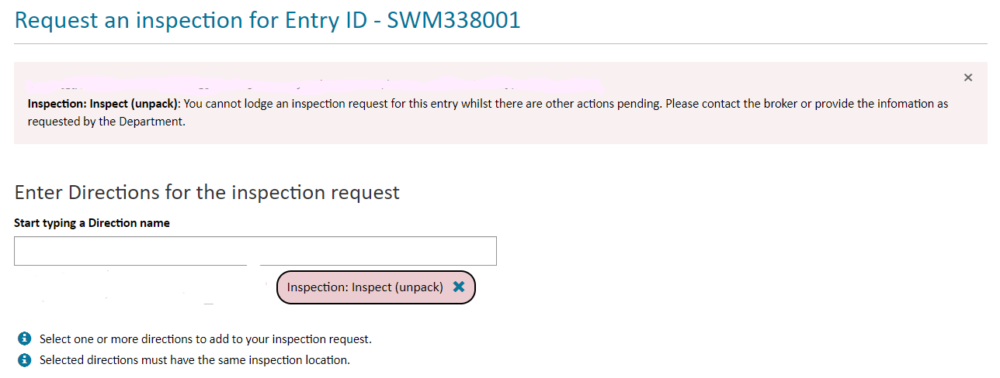 Request an inspection for Entry ID - SWM338001
Inspection: Inspect (unpack): You cannot lodge an inspection request for this entry whilst there are other actions pending. Please contact the broker or provide the infomation as
requested by the Department.
Enter Directions for the inspection request
Start typing a Direction name
Inspection: Inspect (unpack)
Select one or more directions to add to your inspection request.
Selected directions must have the same inspection location.